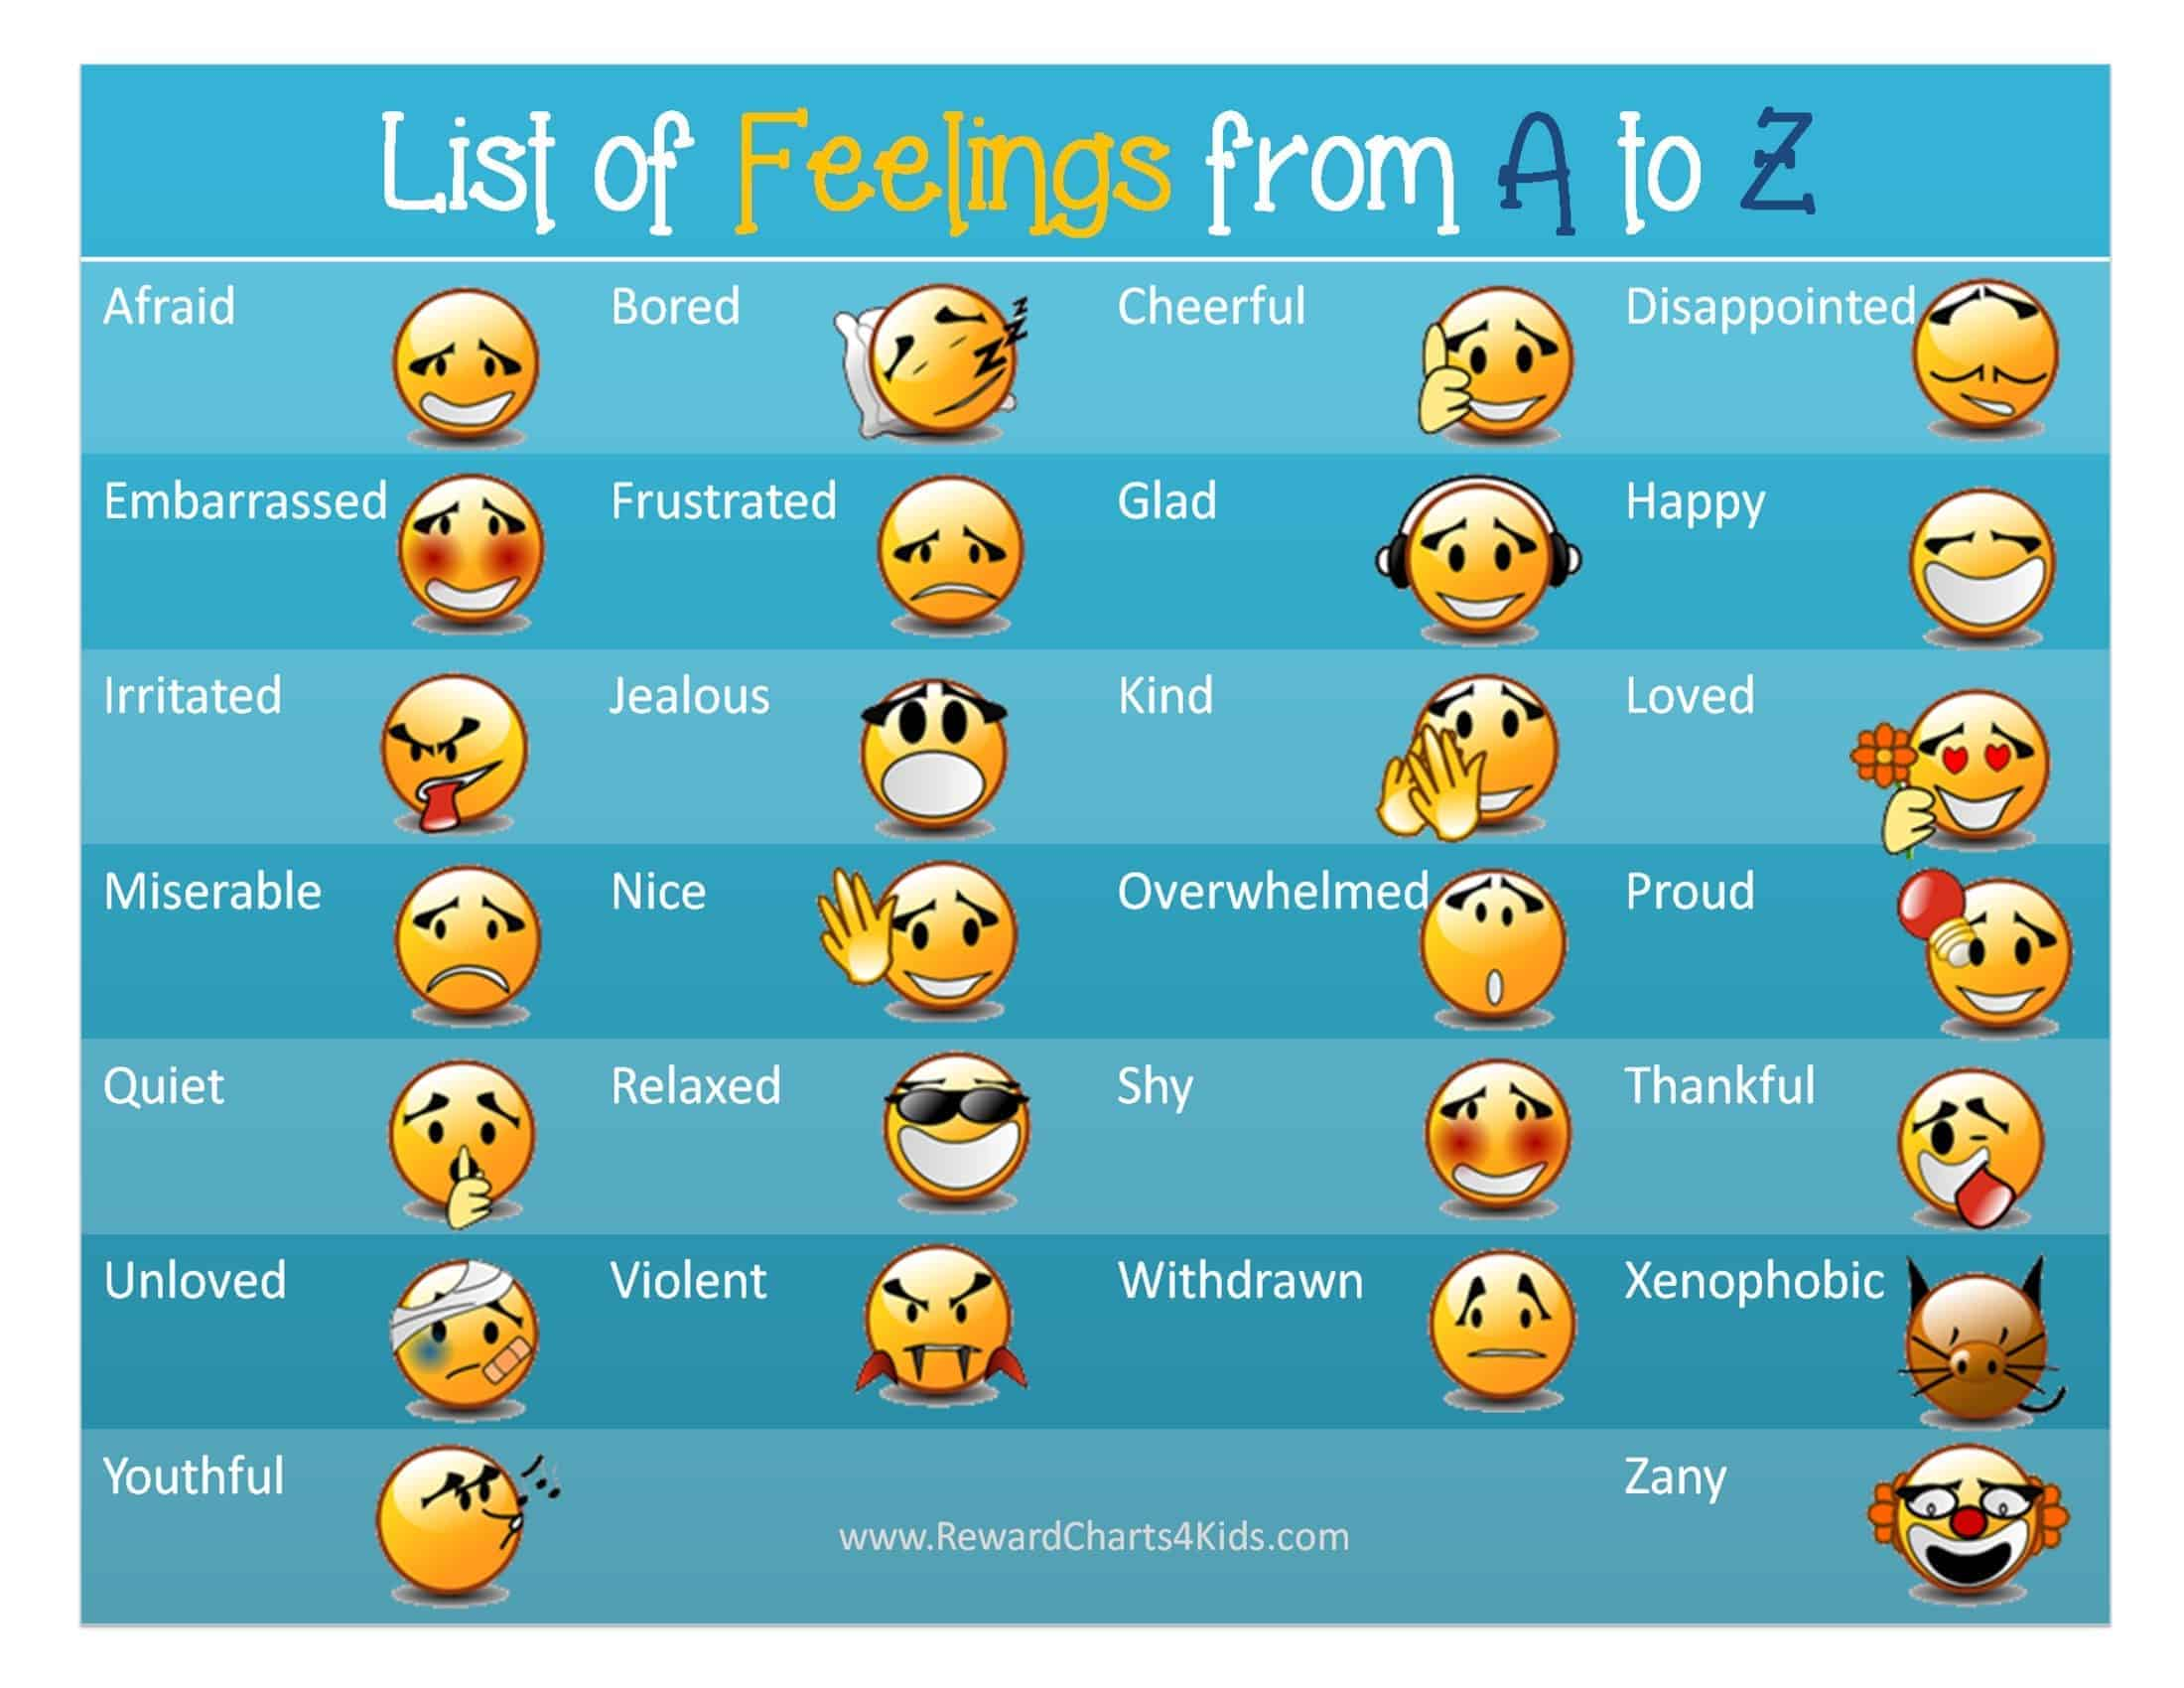 List of Feelings from A to Z
Afraid
Bored
Cheerful
Disappointed
Embarrassed
Frustrated
Glad
Happy
Irritated
Jealous
Kind
Loved
Miserable
Nice
Overwhelmed
Proud
Quiet
Relaxed
Shy
Thankful
Unloved
Violent
Withdrawn
Xenophobic
Youthful
Zany
www.RewardCharts4Kids.com